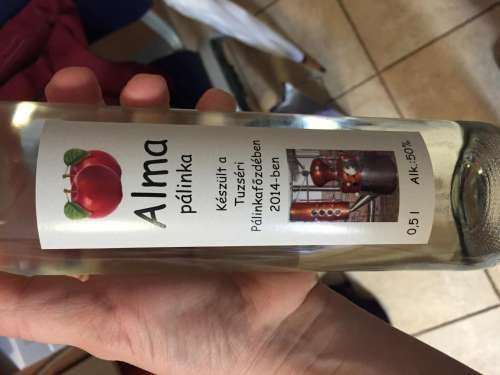 Alma
pálinka
Készült a
Tuzséri
Pálinkafőzdében
2014-ben
0,5 l
Alk.:50%